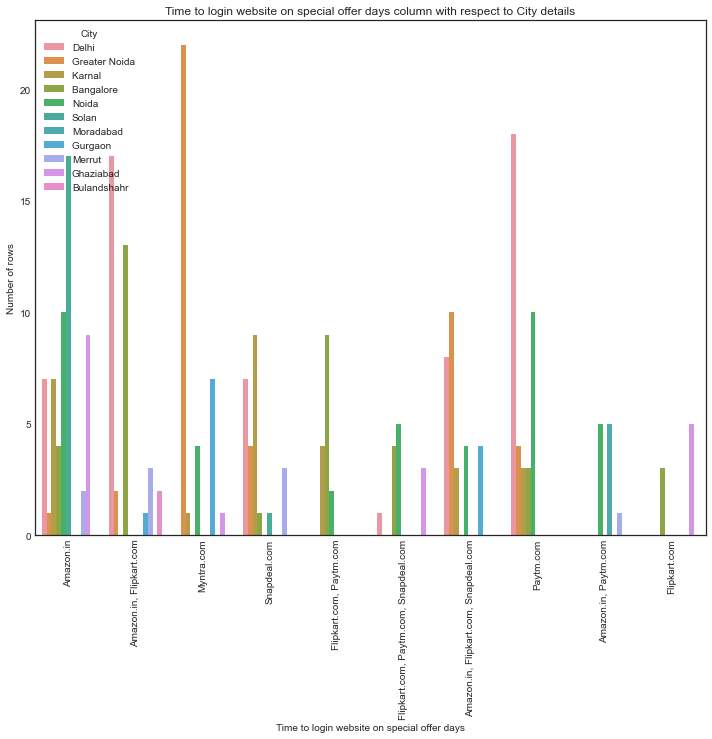 Time to login website on special offer days column with respect to City details
City
Delhi
Greater Noida
Karnal
Bangalore
Noida
Solan
Moradabad
Gurgaon
Merrut
Ghaziabad
Bulandshahr
Number of rows
20
15
10
5
0
Amazon.in
Amazon.in, Flipkart.com
Myntra.com
Snapdeal.com
Flipkart.com, Paytm.com
Flipkart.com, Paytm.com, Snapdeal.com
Amazon.in, Flipkart.com, Snapdeal.com
Paytm.com
Amazon.in, Paytm.com
Flipkart.com
Time to login website on special offer days